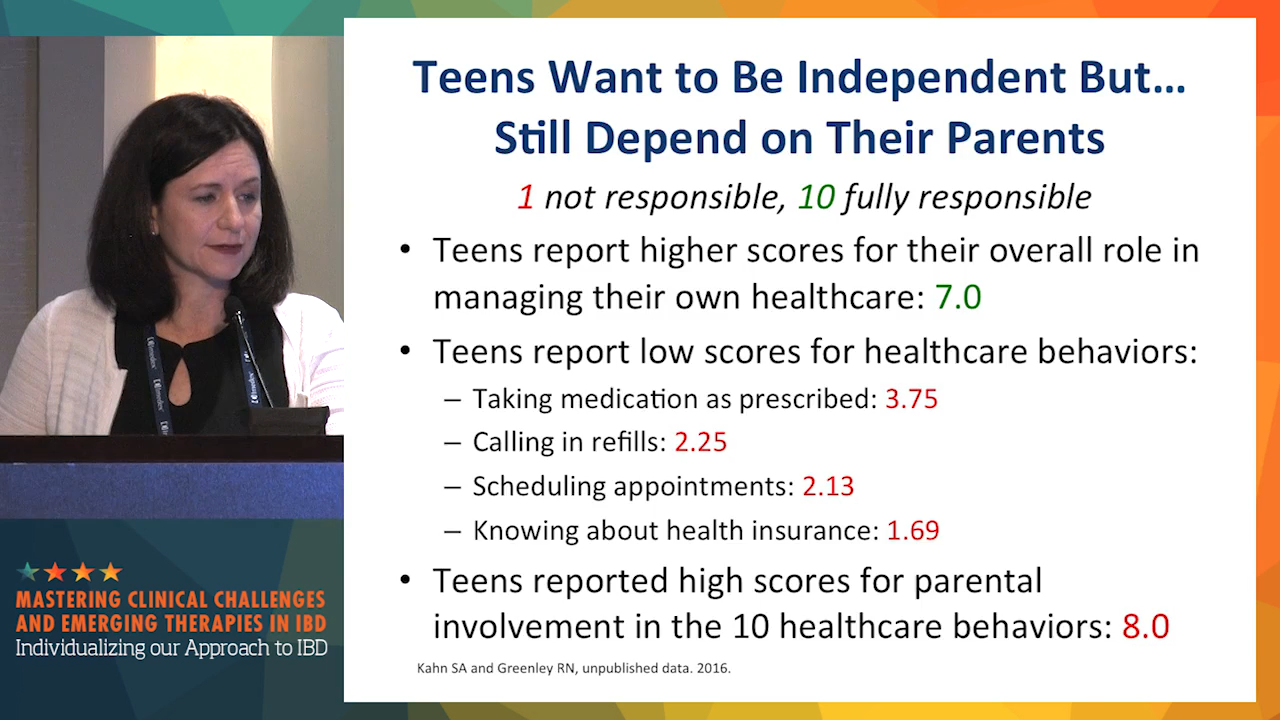 Teens Want to Be Independent But…
Still Depend on Their Parents
1 not responsible, 10 fully responsible
• Teens report higher scores for their overall role in
managing their own healthcare: 7.0
• Teens report low scores for healthcare behaviors:
– Taking medication as prescribed: 3.75
– Calling in refills: 2.25
– Scheduling appointments: 2.13
– Knowing about health insurance: 1.69
• Teens reported high scores for parental
involvement in the 10 healthcare behaviors: 8.0
Kahn SA and Greenley RN, unpublished data. 2016.
MASTERING CLINICAL CHALLENGES
AND EMERGING THERAPIES IN IBD
Individualizing our Approach to IBD